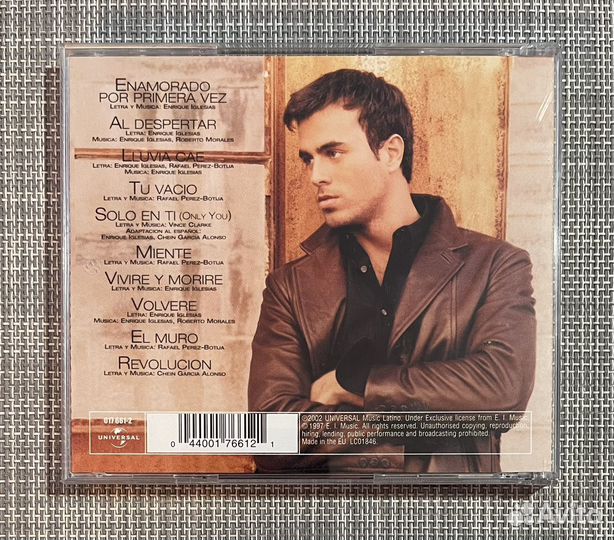 ENAMORADO
POR PRIMERA VEZ
LETRA Y MUSICA: ENRIQUE IGLESIAS
AL DESPERTAR
LETRA: ENRIQUE IGLESIAS
MUSICA: ENRIQUE IGLESIAS, ROBERTO MORALES
LLUVIA CAE
LETRA: ENRIQUE IGLESIAS, RAFAEL PEREZ-BOTIJA
MUSICA: ENRIQUE IGLESIAS
TU VACIO
LETRA Y MUSICA: RAFAEL PEREZ-BOTIJA
SOLO EN TI (ONLY YOU)
LETRA Y MUSICA: VINCE CLARKE
ADAPTACION AL ESPAÑOL:
ENRIQUE IGLESIAS, CHEIN GARCIA ALONSO
MIENTE
LETRA Y MUSICA: RAFAEL PEREZ-BOTIJA
VIVIRE Y MORIRE
LETRA Y MUSICA: ENRIQUE IGLESIAS
VOLVERE
LETRA: ENRIQUE IGLESIAS
MUSICA: ENRIQUE IGLESIAS, ROBERTO MORALES
EL MURO
LETRA Y MUSICA: RAFAEL PEREZ-BOTIJA
REVOLUCION
LETRA Y MUSICA: CHEIN GARCIA ALONSO
017 661-2
UNIVERSAL
0 44001 76612 1
℗2002 UNIVERSAL Music Latino. Under Exclusive license from E. I. Music.
© 1997 E. I. Music. All rights reserved. Unauthorised copying, reproduction,
hiring, lending, public performance and broadcasting prohibited.
Made in the EU LC01846.
Avito